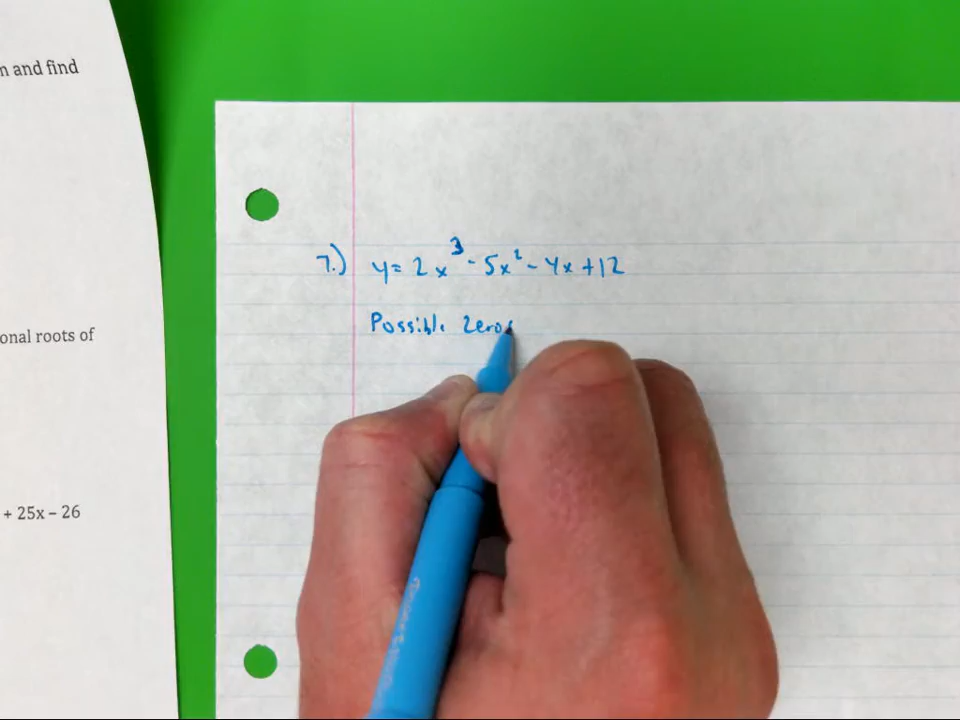 n and find
onal roots of
+ 25x – 26
7.) y = 2x³ - 5x² - 4x + 12
Possible Zeros